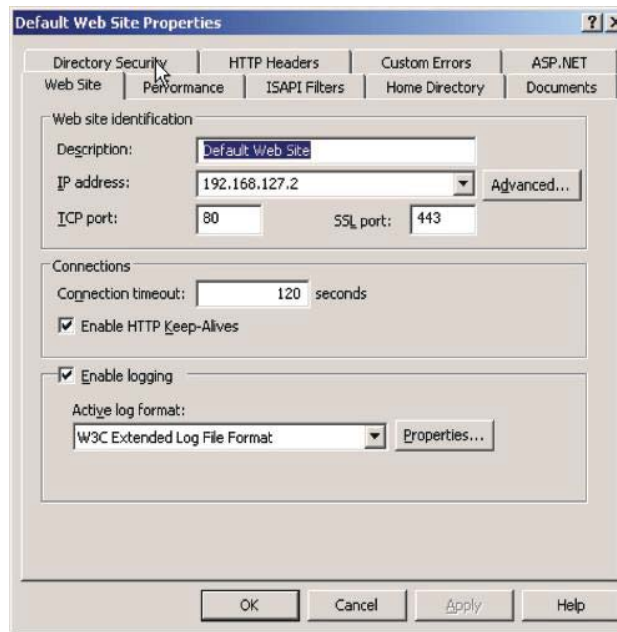 Default Web Site Properties
Directory Security HTTP Headers Custom Errors ASP.NET
Web Site Performance ISAPI Filters Home Directory Documents
Web site identification
Description: Default Web Site
IP address: 192.168.127.2 Advanced...
TCP port: 80 SSL port: 443
Connections
Connection timeout: 120 seconds
Enable HTTP Keep-Alives
Enable logging
Active log format:
W3C Extended Log File Format Properties...
OK Cancel Apply Help